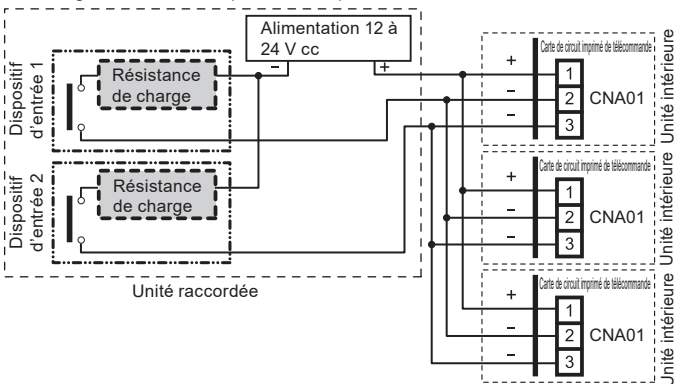 Alimentation 12 à
24 V cc
−
+
Dispositif
d'entrée 1
Résistance
de charge
Dispositif
d'entrée 2
Résistance
de charge
Unité raccordée
Carte de circuit imprimé de télécommande
+
−
−
1
2
3
CNA01
Unité intérieure
Carte de circuit imprimé de télécommande
+
−
−
1
2
3
CNA01
Unité intérieure
Carte de circuit imprimé de télécommande
+
−
−
1
2
3
CNA01
Unité intérieure